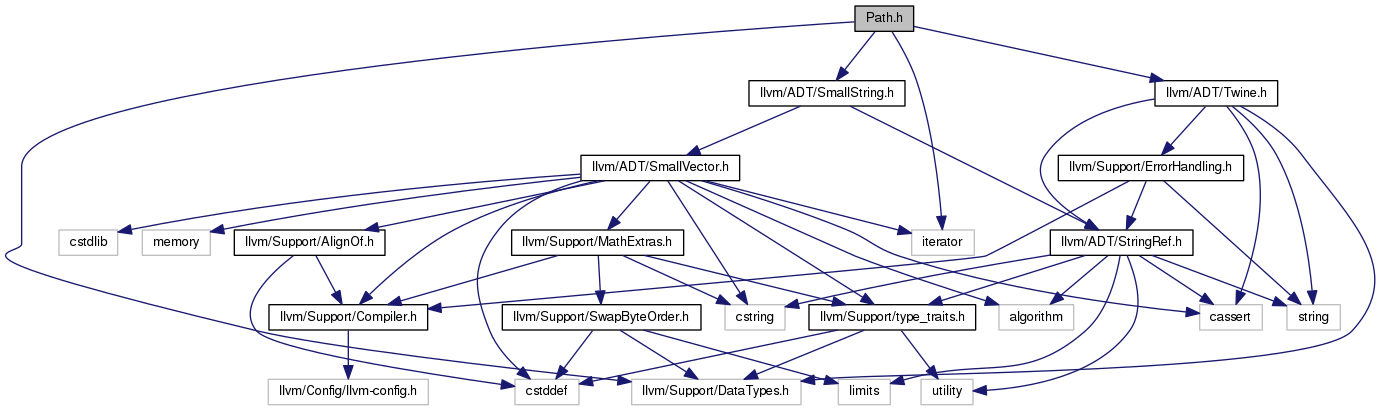 Path.h
llvm/ADT/SmallString.h
llvm/ADT/Twine.h
llvm/ADT/SmallVector.h
llvm/Support/ErrorHandling.h
cstdlib
memory
llvm/Support/AlignOf.h
llvm/Support/MathExtras.h
iterator
llvm/ADT/StringRef.h
llvm/Support/Compiler.h
llvm/Support/SwapByteOrder.h
cstring
llvm/Support/type_traits.h
algorithm
cassert
string
llvm/Config/llvm-config.h
cstddef
llvm/Support/DataTypes.h
limits
utility